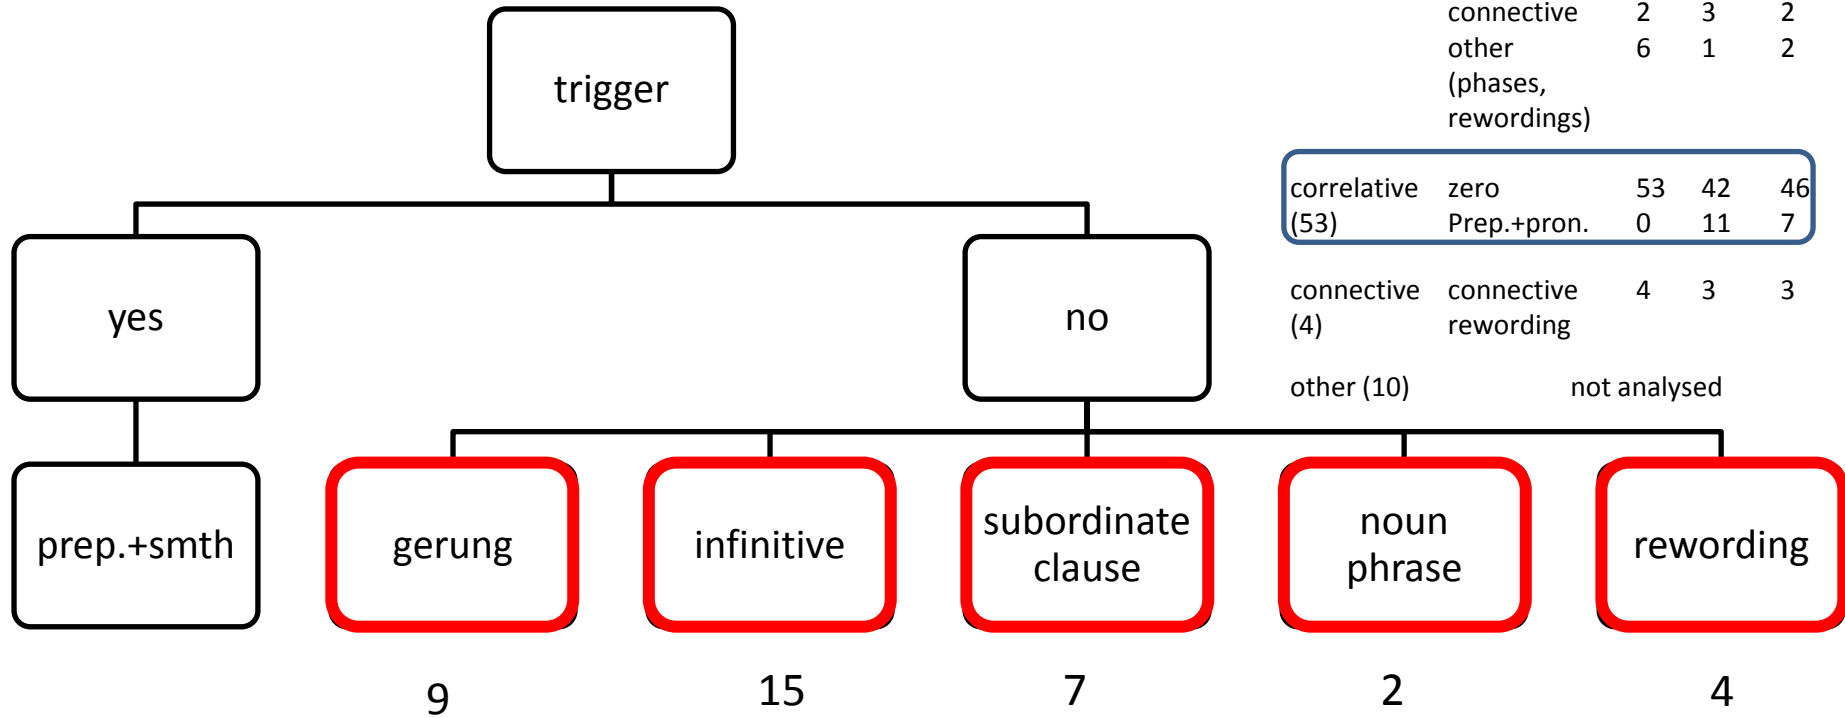 connective 2 3 2
other 6 1 2
(phases,
rewordings)
trigger
correlative zero 53 42 46
(53) Prep.+pron. 0 11 7
connective connective 4 3 3
(4) rewording
yes
no
other (10) not analysed
prep.+smth
gerung
infinitive
subordinate
clause
noun
phrase
rewording
9 15 7 2 4